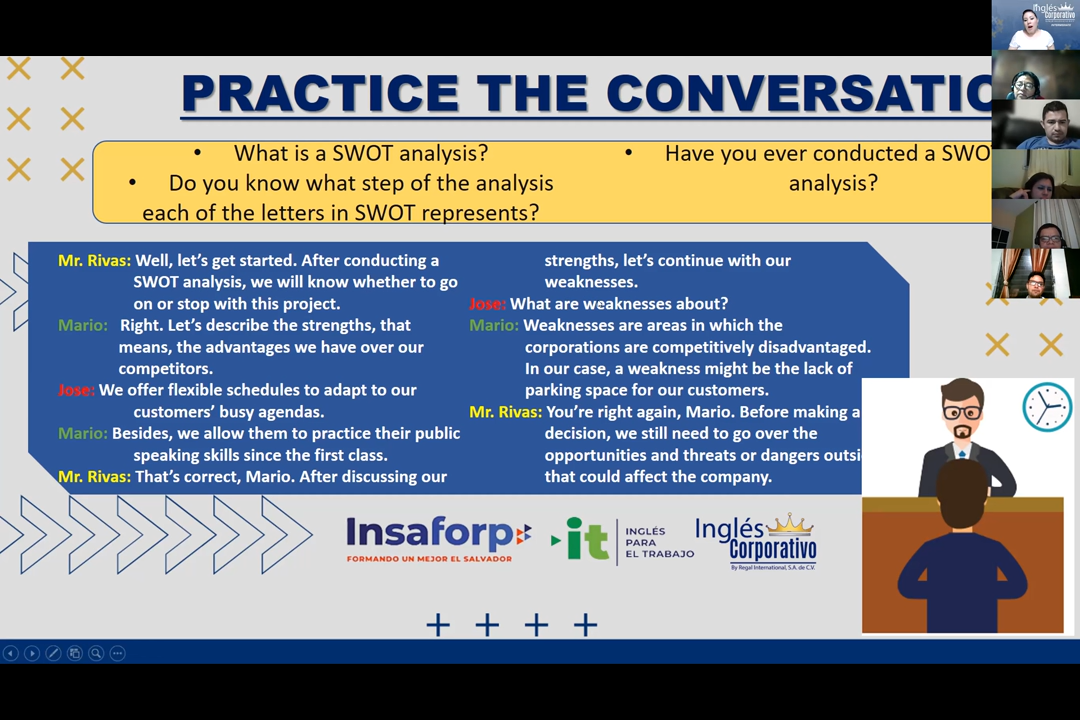 PRACTICE THE CONVERSATIO
• What is a SWOT analysis?
• Do you know what step of the analysis
each of the letters in SWOT represents?
• Have you ever conducted a SWO
analysis?
Mr. Rivas: Well, let's get started. After conducting a
SWOT analysis, we will know whether to go
on or stop with this project.
Mario: Right. Let's describe the strengths, that
means, the advantages we have over our
competitors.
Jose: We offer flexible schedules to adapt to our
customers' busy agendas.
Mario: Besides, we allow them to practice their public
speaking skills since the first class.
Mr. Rivas: That's correct, Mario. After discussing our
strengths, let's continue with our
weaknesses.
Jose: What are weaknesses about?
Mario: Weaknesses are areas in which the
corporations are competitively disadvantaged.
In our case, a weakness might be the lack of
parking space for our customers.
Mr. Rivas: You're right again, Mario. Before making a
decision, we still need to go over the
opportunities and threats or dangers outsi
that could affect the company.
Insaforp
FORMANDO UN MEJOR EL SALVADOR
it
INGLÉS
PARA
EL TRABAJO
Inglés
Corporativo
By Regal International, S.A. de C.V.
Inglés
Corporativo